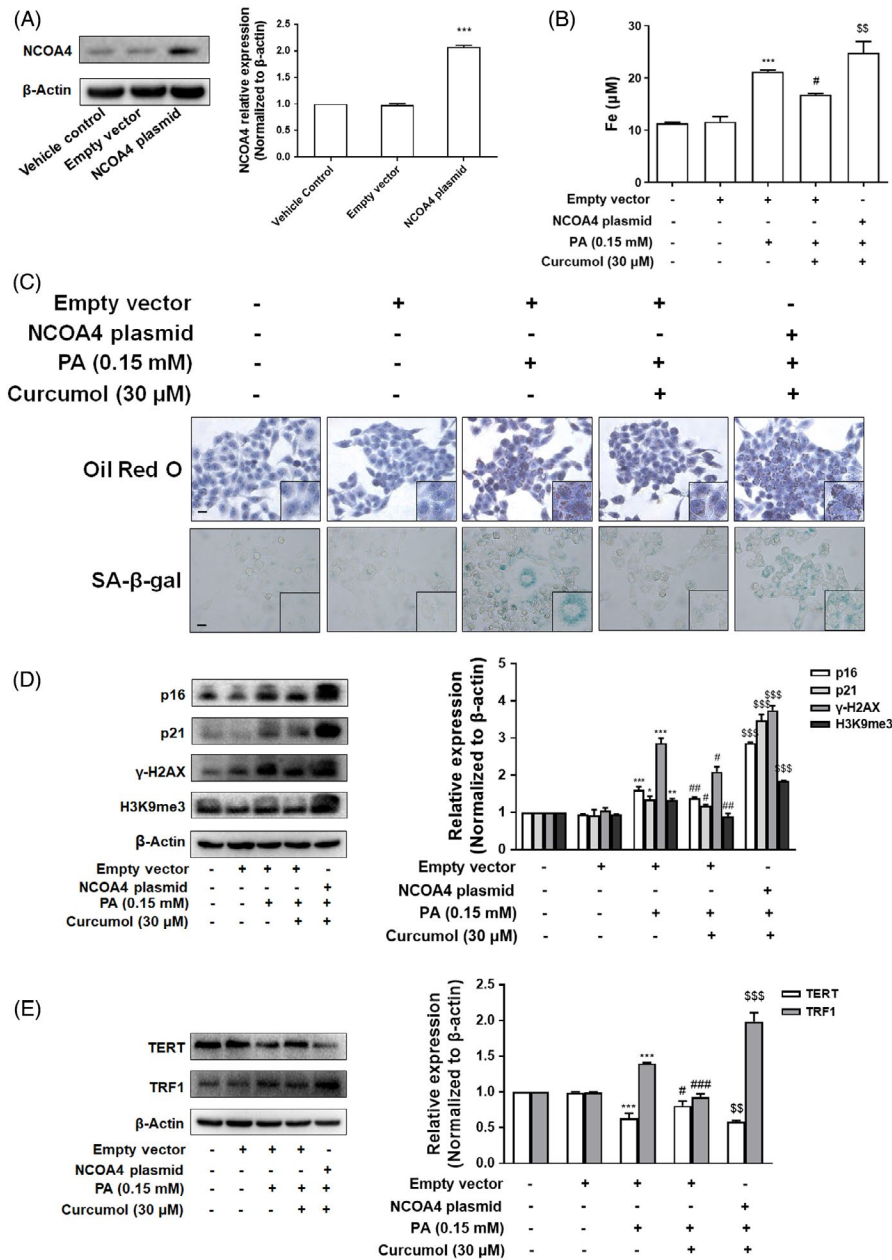 (A)
NCOA4
β-Actin
Vehicle control
Empty vector
NCOA4 plasmid
NCOA4 relative expression
(Normalized to β-actin)
2.5
2.0
1.5
1.0
0.5
0.0
***
Vehicle Control
Empty vector
NCOA4 plasmid
(B)
Fe (μM)
30
20
10
***
#
$$
Empty vector - + + + -
NCOA4 plasmid - - - - +
PA (0.15 mM) - - + + +
Curcumol (30 μM) - - - + +
(C)
Empty vector - + + + -
NCOA4 plasmid - - - - +
PA (0.15 mM) - - + + +
Curcumol (30 μM) - - - + +
Oil Red O
SA-β-gal
(D)
p16
p21
γ-H2AX
H3K9me3
β-Actin
Empty vector - + + + -
NCOA4 plasmid - - - - +
PA (0.15 mM) - - + + +
Curcumol (30 μM) - - - + +
Relative expression
(Normalized to β-actin)
5
4
3
2
1
0
*** * *** **
## # # ##
$$$ $$$ $$$ $$$
p16
p21
γ-H2AX
H3K9me3
Empty vector - + + + -
NCOA4 plasmid - - - - +
PA (0.15 mM) - - + + +
Curcumol (30 μM) - - - + +
(E)
TERT
TRF1
β-Actin
Empty vector - + + + -
NCOA4 plasmid - - - - +
PA (0.15 mM) - - + + +
Curcumol (30 μM) - - - + +
Relative expression
(Normalized to β-actin)
2.5
2.0
1.5
1.0
0.5
0.0
*** ***
# ###
$$ $$$
TERT
TRF1
Empty vector - + + + -
NCOA4 plasmid - - - - +
PA (0.15 mM) - - + + +
Curcumol (30 μM) - - - + +